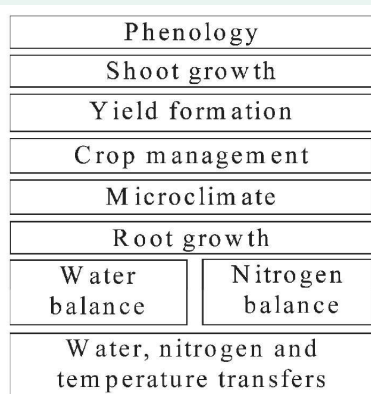 Phenology
Shoot growth
Yield formation
Crop management
Microclimate
Root growth
Water
balance
Nitrogen
balance
Water, nitrogen and
temperature transfers